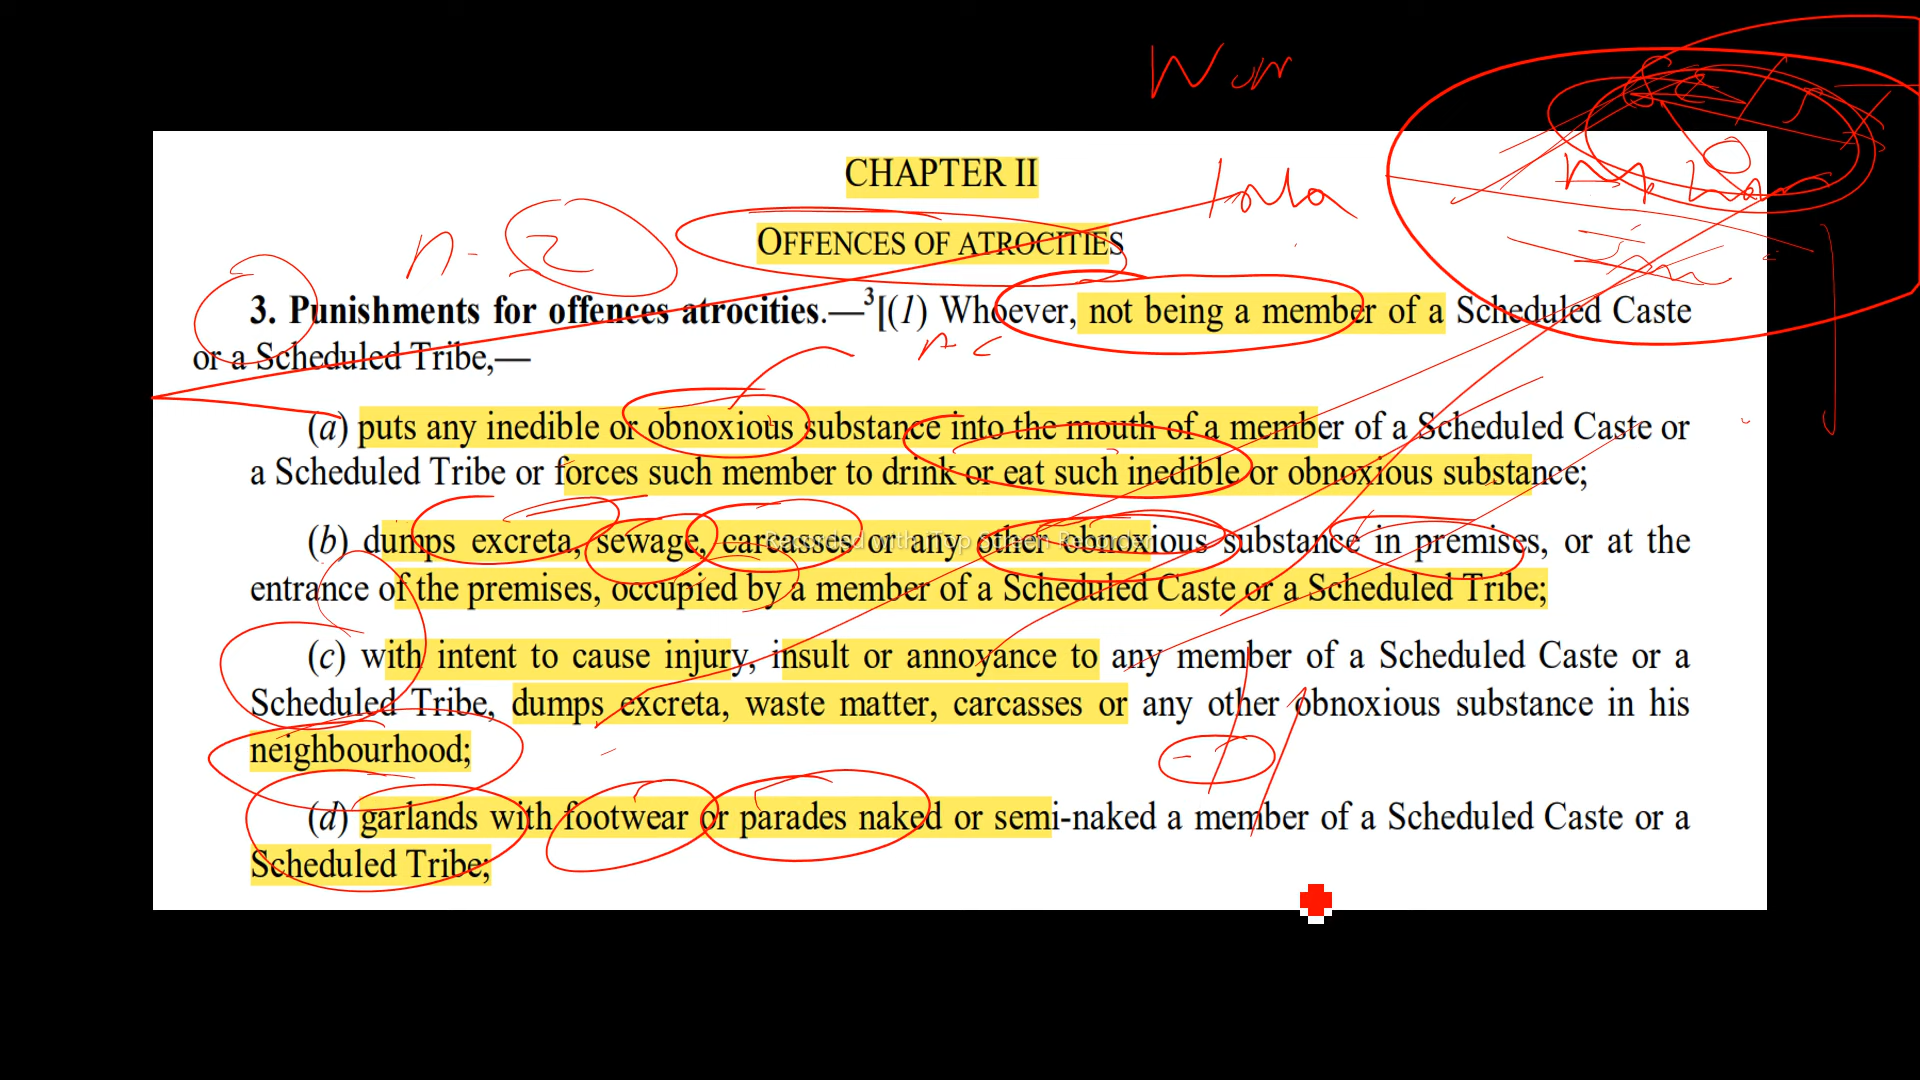 CHAPTER II
OFFENCES OF ATROCITIES
n - 2
3. Punishments for offences atrocities.—3[(1) Whoever, not being a member of a Scheduled Caste
or a Scheduled Tribe,—
(a) puts any inedible or obnoxious substance into the mouth of a member of a Scheduled Caste or
a Scheduled Tribe or forces such member to drink or eat such inedible or obnoxious substance;
(b) dumps excreta, sewage, carcasses or any other obnoxious substance in premises, or at the
Recorded with iTop Screen Recorder
entrance of the premises, occupied by a member of a Scheduled Caste or a Scheduled Tribe;
(c) with intent to cause injury, insult or annoyance to any member of a Scheduled Caste or a
Scheduled Tribe, dumps excreta, waste matter, carcasses or any other obnoxious substance in his
neighbourhood;
(d) garlands with footwear or parades naked or semi-naked a member of a Scheduled Caste or a
Scheduled Tribe;